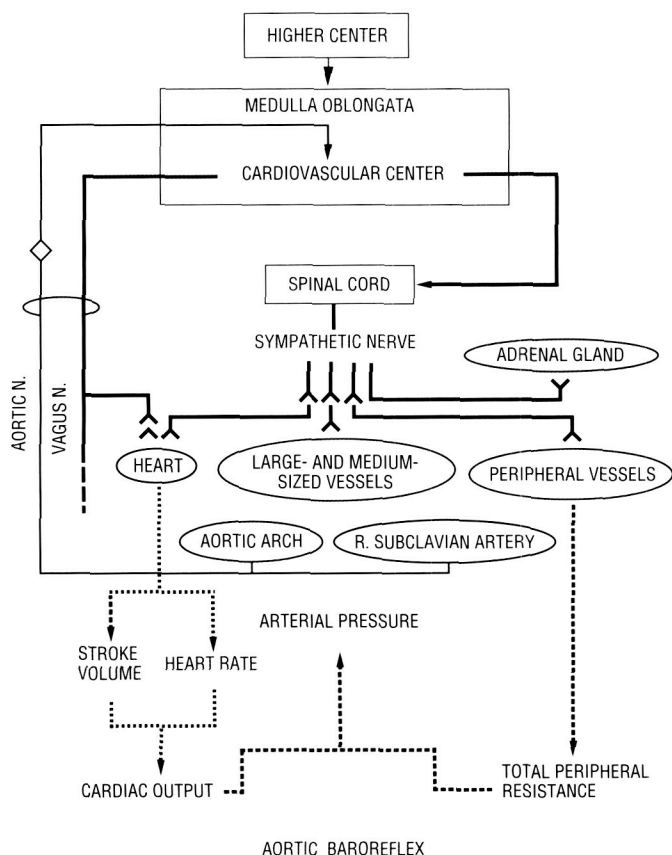 HIGHER CENTER
MEDULLA OBLONGATA
CARDIOVASCULAR CENTER
SPINAL CORD
SYMPATHETIC NERVE
ADRENAL GLAND
AORTIC N.
VAGUS N.
HEART
LARGE- AND MEDIUM-
SIZED VESSELS
PERIPHERAL VESSELS
AORTIC ARCH
R. SUBCLAVIAN ARTERY
ARTERIAL PRESSURE
STROKE
VOLUME
HEART RATE
CARDIAC OUTPUT
TOTAL PERIPHERAL
RESISTANCE
AORTIC BAROREFLEX